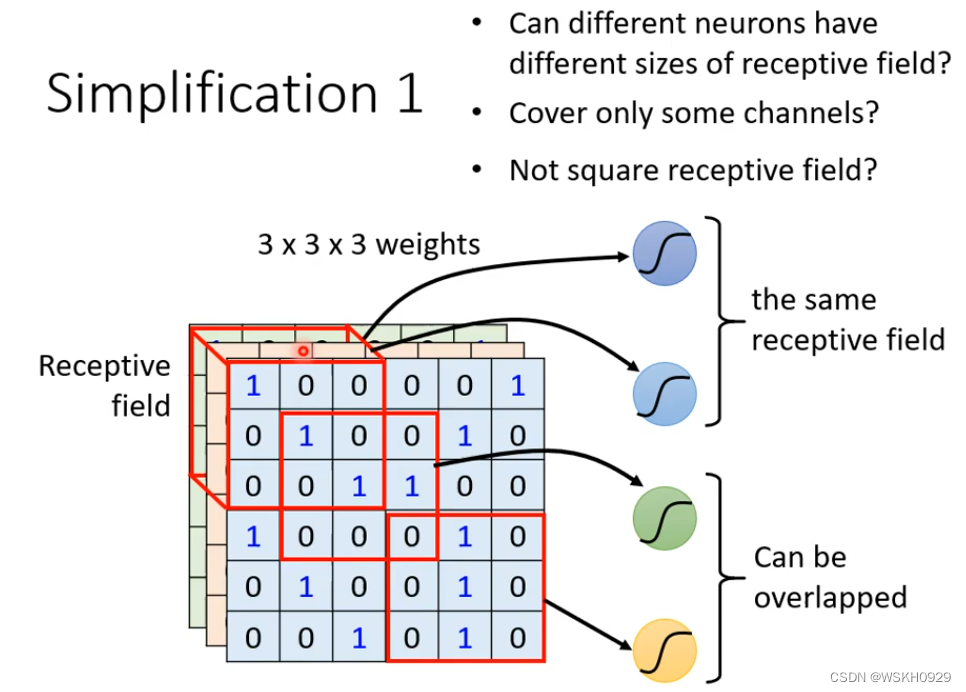 Simplification 1
• Can different neurons have
different sizes of receptive field?
• Cover only some channels?
• Not square receptive field?
3 x 3 x 3 weights
the same
receptive field
Receptive
field
1 0 0 0 0 1
0 1 0 0 1 0
0 0 1 1 0 0
1 0 0 0 1 0
0 1 0 0 1 0
0 0 1 0 1 0
Can be
overlapped
CSDN @WSKH0929